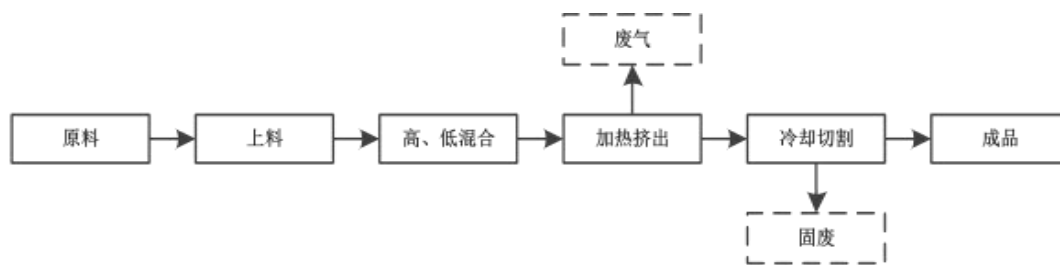 废气
原料
上料
高、低混合
加热挤出
冷却切割
成品
固废